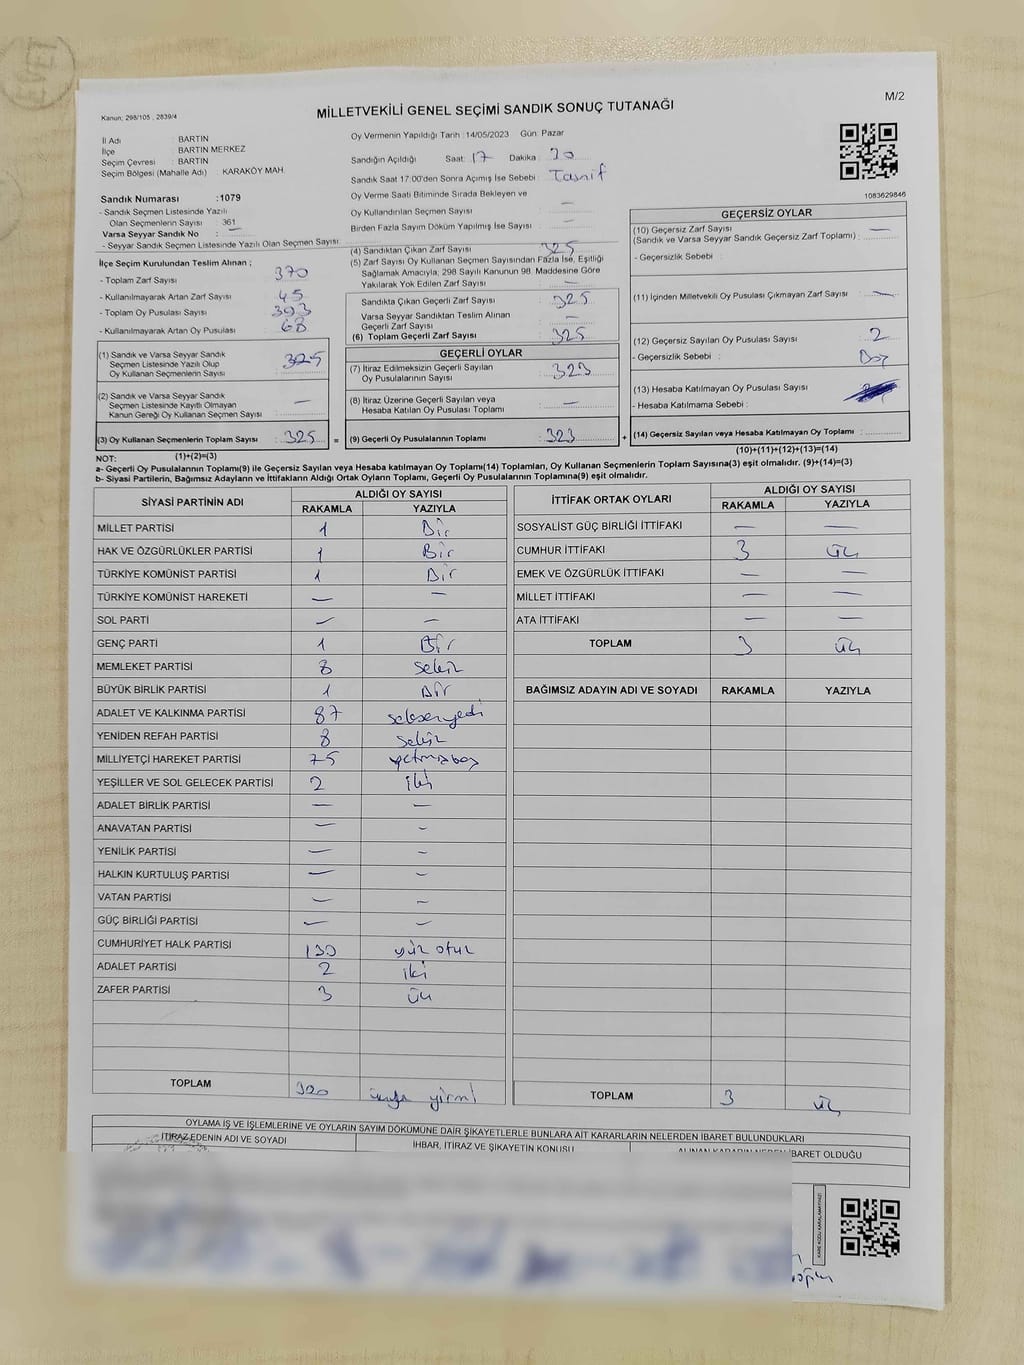 EVET
M/2
MİLLETVEKİLİ GENEL SEÇİMİ SANDIK SONUÇ TUTANAĞI
Kanun; 298/105 , 2839/4
İl Adı : BARTIN
İlçe : BARTIN MERKEZ
Seçim Çevresi : BARTIN
Seçim Bölgesi (Mahalle Adı) : KARAKÖY MAH.
Sandık Numarası :1079
- Sandık Seçmen Listesinde Yazılı
Olan Seçmenlerin Sayısı : 361
Varsa Seyyar Sandık No : —
- Seyyar Sandık Seçmen Listesinde Yazılı Olan Seçmen Sayısı:
Oy Vermenin Yapıldığı Tarih :14/05/2023 Gün: Pazar
Sandığın Açıldığı Saat: 17 Dakika :
Sandık Saat 17:00'den Sonra Açımış İse Sebebi : Tasnif
Oy Verme Saati Bitiminde Sırada Bekleyen ve
Oy Kullandırılan Seçmen Sayısı : —
Birden Fazla Sayım Döküm Yapılmış İse Sayısı : —
1083629846
İlçe Seçim Kurulundan Teslim Alınan ;
- Toplam Zarf Sayısı : 370
- Kullanılmayarak Artan Zarf Sayısı : 45
- Toplam Oy Pusulası Sayısı : 393
- Kullanılmayarak Artan Oy Pusulası : 68
(1) Sandık ve Varsa Seyyar Sandık
Seçmen Listesinde Yazılı Olup
Oy Kullanan Seçmenlerin Sayısı : 325
(2) Sandık ve Varsa Seyyar Sandık
Seçmen Listesinde Kayıtlı Olmayan
Kanun Gereği Oy Kullanan Seçmen Sayısı : —
(3) Oy Kullanan Seçmenlerin Toplam Sayısı : 325 =
(4) Sandıktan Çıkan Zarf Sayısı : 325
(5) Zarf Sayısı Oy Kullanan Seçmen Sayısından Fazla İse, Eşitliği
Sağlamak Amacıyla; 298 Sayılı Kanunun 98. Maddesine Göre
Yakılarak Yok Edilen Zarf Sayısı : —
Sandıkta Çıkan Geçerli Zarf Sayısı : 325
Varsa Seyyar Sandıktan Teslim Alınan
Geçerli Zarf Sayısı : —
(6) Toplam Geçerli Zarf Sayısı : 325
GEÇERLİ OYLAR
(7) İtiraz Edilmeksizin Geçerli Sayılan
Oy Pusulalarının Sayısı : 323
(8) İtiraz Üzerine Geçerli Sayılan veya
Hesaba Katılan Oy Pusulası Toplamı : —
(9) Geçerli Oy Pusulalarının Toplamı : 323 +
GEÇERSİZ OYLAR
(10) Geçersiz Zarf Sayısı
(Sandık ve Varsa Seyyar Sandık Geçersiz Zarf Toplamı) : —
- Geçersizlik Sebebi :
(11) İçinden Milletvekili Oy Pusulası Çıkmayan Zarf Sayısı : —
(12) Geçersiz Sayılan Oy Pusulası Sayısı : 2
- Geçersizlik Sebebi : Boş
(13) Hesaba Katılmayan Oy Pusulası Sayısı :
- Hesaba Katılmama Sebebi :
(14) Geçersiz Sayılan veya Hesaba Katılmayan Oy Toplamı :
NOT: (1)+(2)=(3) (10)+(11)+(12)+(13)=(14)
a- Geçerli Oy Pusulalarının Toplamı(9) ile Geçersiz Sayılan veya Hesaba katılmayan Oy Toplamı(14) Toplamları, Oy Kullanan Seçmenlerin Toplam Sayısına(3) eşit olmalıdır. (9)+(14)=(3)
b- Siyasi Partilerin, Bağımsız Adayların ve İttifakların Aldığı Ortak Oyların Toplamı, Geçerli Oy Pusulalarının Toplamına(9) eşit olmalıdır.
SİYASİ PARTİNİN ADI ALDIĞI OY SAYISI
RAKAMLA YAZIYLA
MİLLET PARTİSİ 1 Bir
HAK VE ÖZGÜRLÜKLER PARTİSİ 1 Bir
TÜRKİYE KOMÜNİST PARTİSİ 1 Bir
TÜRKİYE KOMÜNİST HAREKETİ — —
SOL PARTİ — —
GENÇ PARTİ 1 Bir
MEMLEKET PARTİSİ 8 sekiz
BÜYÜK BİRLİK PARTİSİ 1 Bir
ADALET VE KALKINMA PARTİSİ 87 seksenyedi
YENİDEN REFAH PARTİSİ 8 sekiz
MİLLİYETÇİ HAREKET PARTİSİ 75 yetmişbeş
YEŞİLLER VE SOL GELECEK PARTİSİ 2 iki
ADALET BİRLİK PARTİSİ — —
ANAVATAN PARTİSİ — —
YENİLİK PARTİSİ — —
HALKIN KURTULUŞ PARTİSİ — —
VATAN PARTİSİ — —
GÜÇ BİRLİĞİ PARTİSİ — —
CUMHURİYET HALK PARTİSİ 130 yüz otuz
ADALET PARTİSİ 2 iki
ZAFER PARTİSİ 3 üç
TOPLAM 320 üçyüz yirmi
İTTİFAK ORTAK OYLARI ALDIĞI OY SAYISI
RAKAMLA YAZIYLA
SOSYALİST GÜÇ BİRLİĞİ İTTİFAKI — —
CUMHUR İTTİFAKI 3 üç
EMEK VE ÖZGÜRLÜK İTTİFAKI — —
MİLLET İTTİFAKI — —
ATA İTTİFAKI — —
TOPLAM 3 üç
BAĞIMSIZ ADAYIN ADI VE SOYADI RAKAMLA YAZIYLA
TOPLAM 3 üç
OYLAMA İŞ VE İŞLEMLERİNE VE OYLARIN SAYIM DÖKÜMÜNE DAİR ŞİKAYETLERLE BUNLARA AİT KARARLARIN NELERDEN İBARET BULUNDUKLARI
İTİRAZ EDENİN ADI VE SOYADI İHBAR, İTİRAZ VE ŞİKAYETİN KONUSU ALINAN KARARIN NEDEN İBARET OLDUĞU
KARE KODU KARALAMAYINIZ!